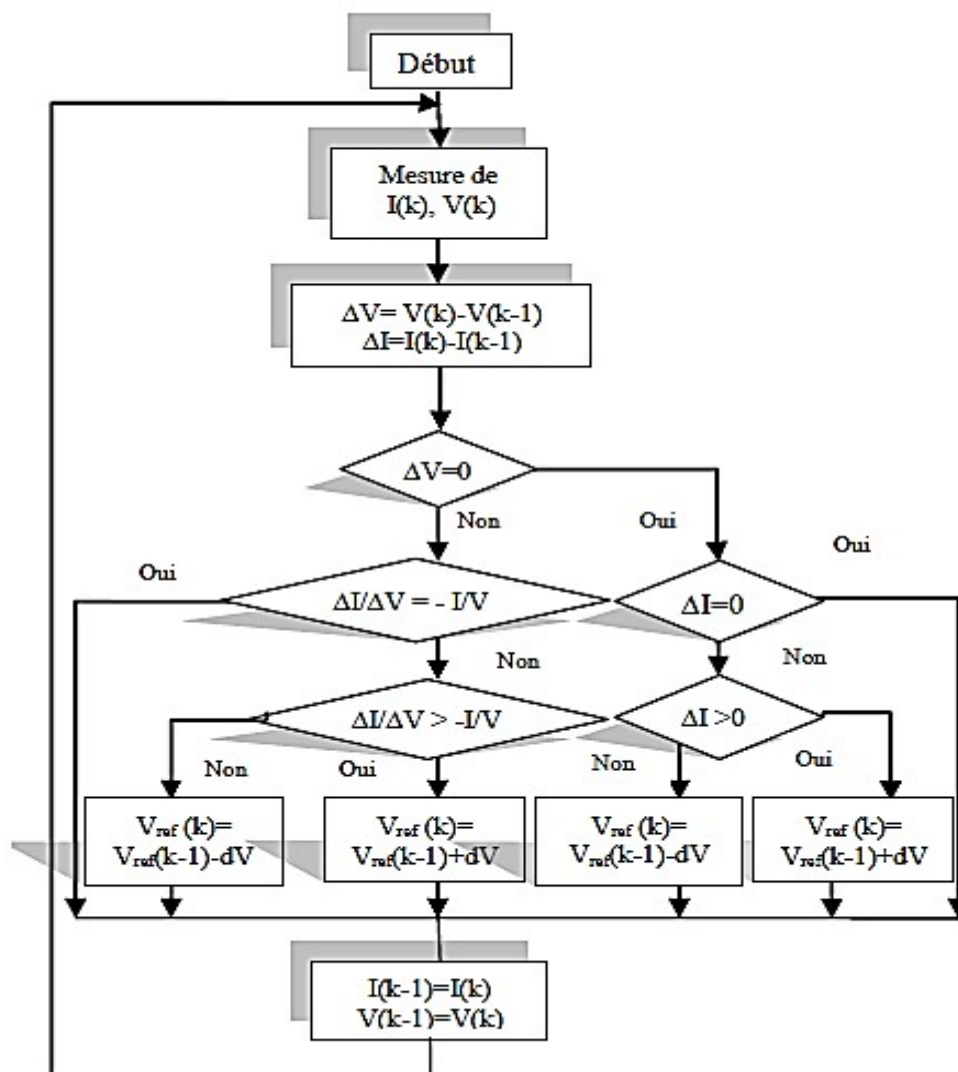 Début
Mesure de
I(k), V(k)
ΔV= V(k)-V(k-1)
ΔI=I(k)-I(k-1)
ΔV=0
Non
Oui
Oui
Oui
ΔI/ΔV = - I/V
ΔI=0
Non
Non
ΔI/ΔV > -I/V
ΔI >0
Non
Oui
Non
Oui
Vref (k)=
Vref(k-1)-dV
Vref (k)=
Vref(k-1)+dV
Vref (k)=
Vref(k-1)-dV
Vref (k)=
Vref(k-1)+dV
I(k-1)=I(k)
V(k-1)=V(k)